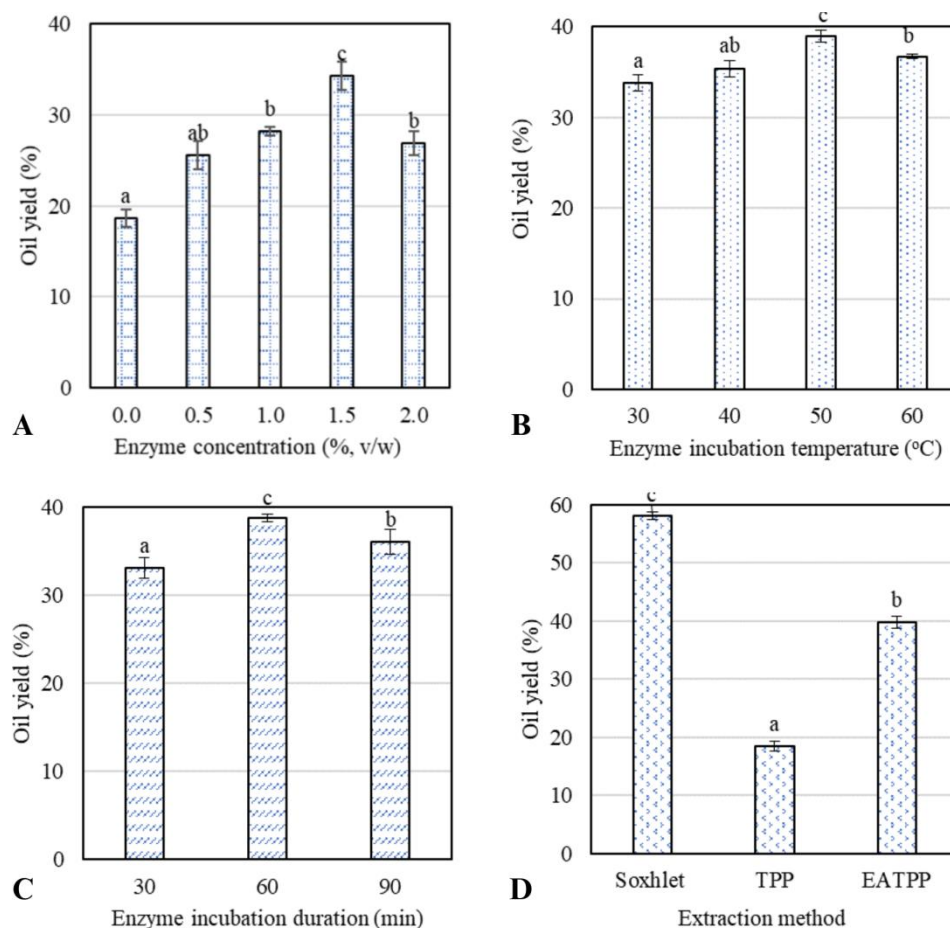 40
30
20
10
0
Oil yield (%)
a
ab
b
c
b
0.0 0.5 1.0 1.5 2.0
A
Enzyme concentration (%, v/w)
40
30
20
10
0
Oil yield (%)
a
ab
c
b
30 40 50 60
B
Enzyme incubation temperature (°C)
40
30
20
10
0
Oil yield (%)
a
c
b
30 60 90
C
Enzyme incubation duration (min)
60
50
40
30
20
10
0
Oil yield (%)
c
a
b
Soxhlet TPP EATPP
D
Extraction method